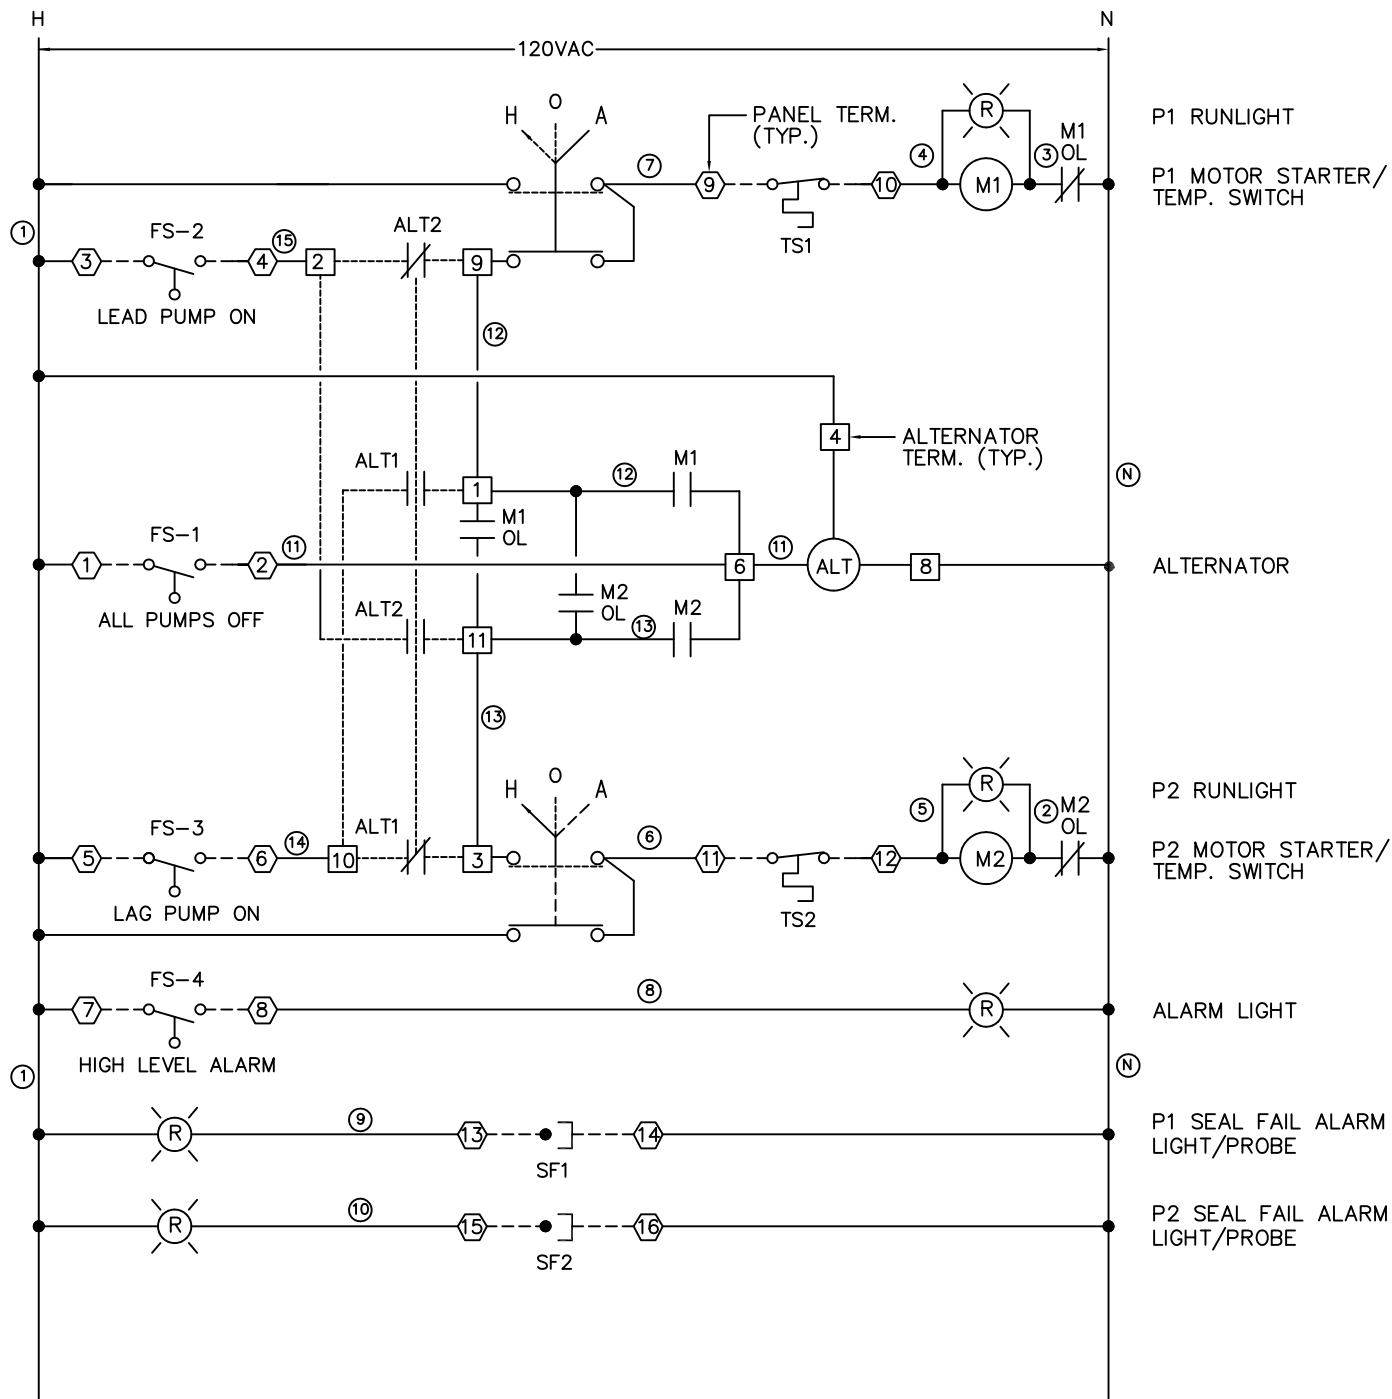 H
N
120VAC
H O A
R
P1 RUNLIGHT
PANEL TERM.
(TYP.)
M1
OL
7
4
3
9
10
M1
P1 MOTOR STARTER/
TEMP. SWITCH
TS1
1
FS-2
15
ALT2
3
4
2
9
LEAD PUMP ON
12
4
ALTERNATOR
TERM. (TYP.)
ALT1
1
12
M1
N
M1
OL
FS-1
1
2
11
6
11
ALT
8
ALTERNATOR
ALL PUMPS OFF
ALT2
M2
OL
11
13
M2
13
H O A
R
P2 RUNLIGHT
FS-3
14
ALT1
6
5
2
M2
OL
5
6
10
3
11
12
M2
P2 MOTOR STARTER/
TEMP. SWITCH
LAG PUMP ON
TS2
FS-4
8
7
8
R
ALARM LIGHT
HIGH LEVEL ALARM
1
N
R
9
13
14
P1 SEAL FAIL ALARM
LIGHT/PROBE
SF1
R
10
15
16
P2 SEAL FAIL ALARM
LIGHT/PROBE
SF2